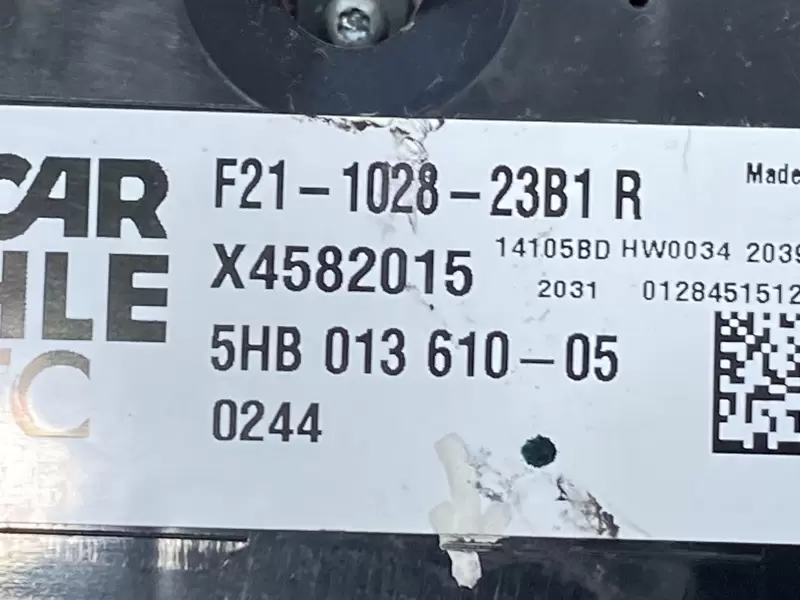 CAR
F21-1028-23B1 R
Made
HLE
X4582015
14105BD HW0034 2039
2031 0128451512
5HB 013 610-05
0244